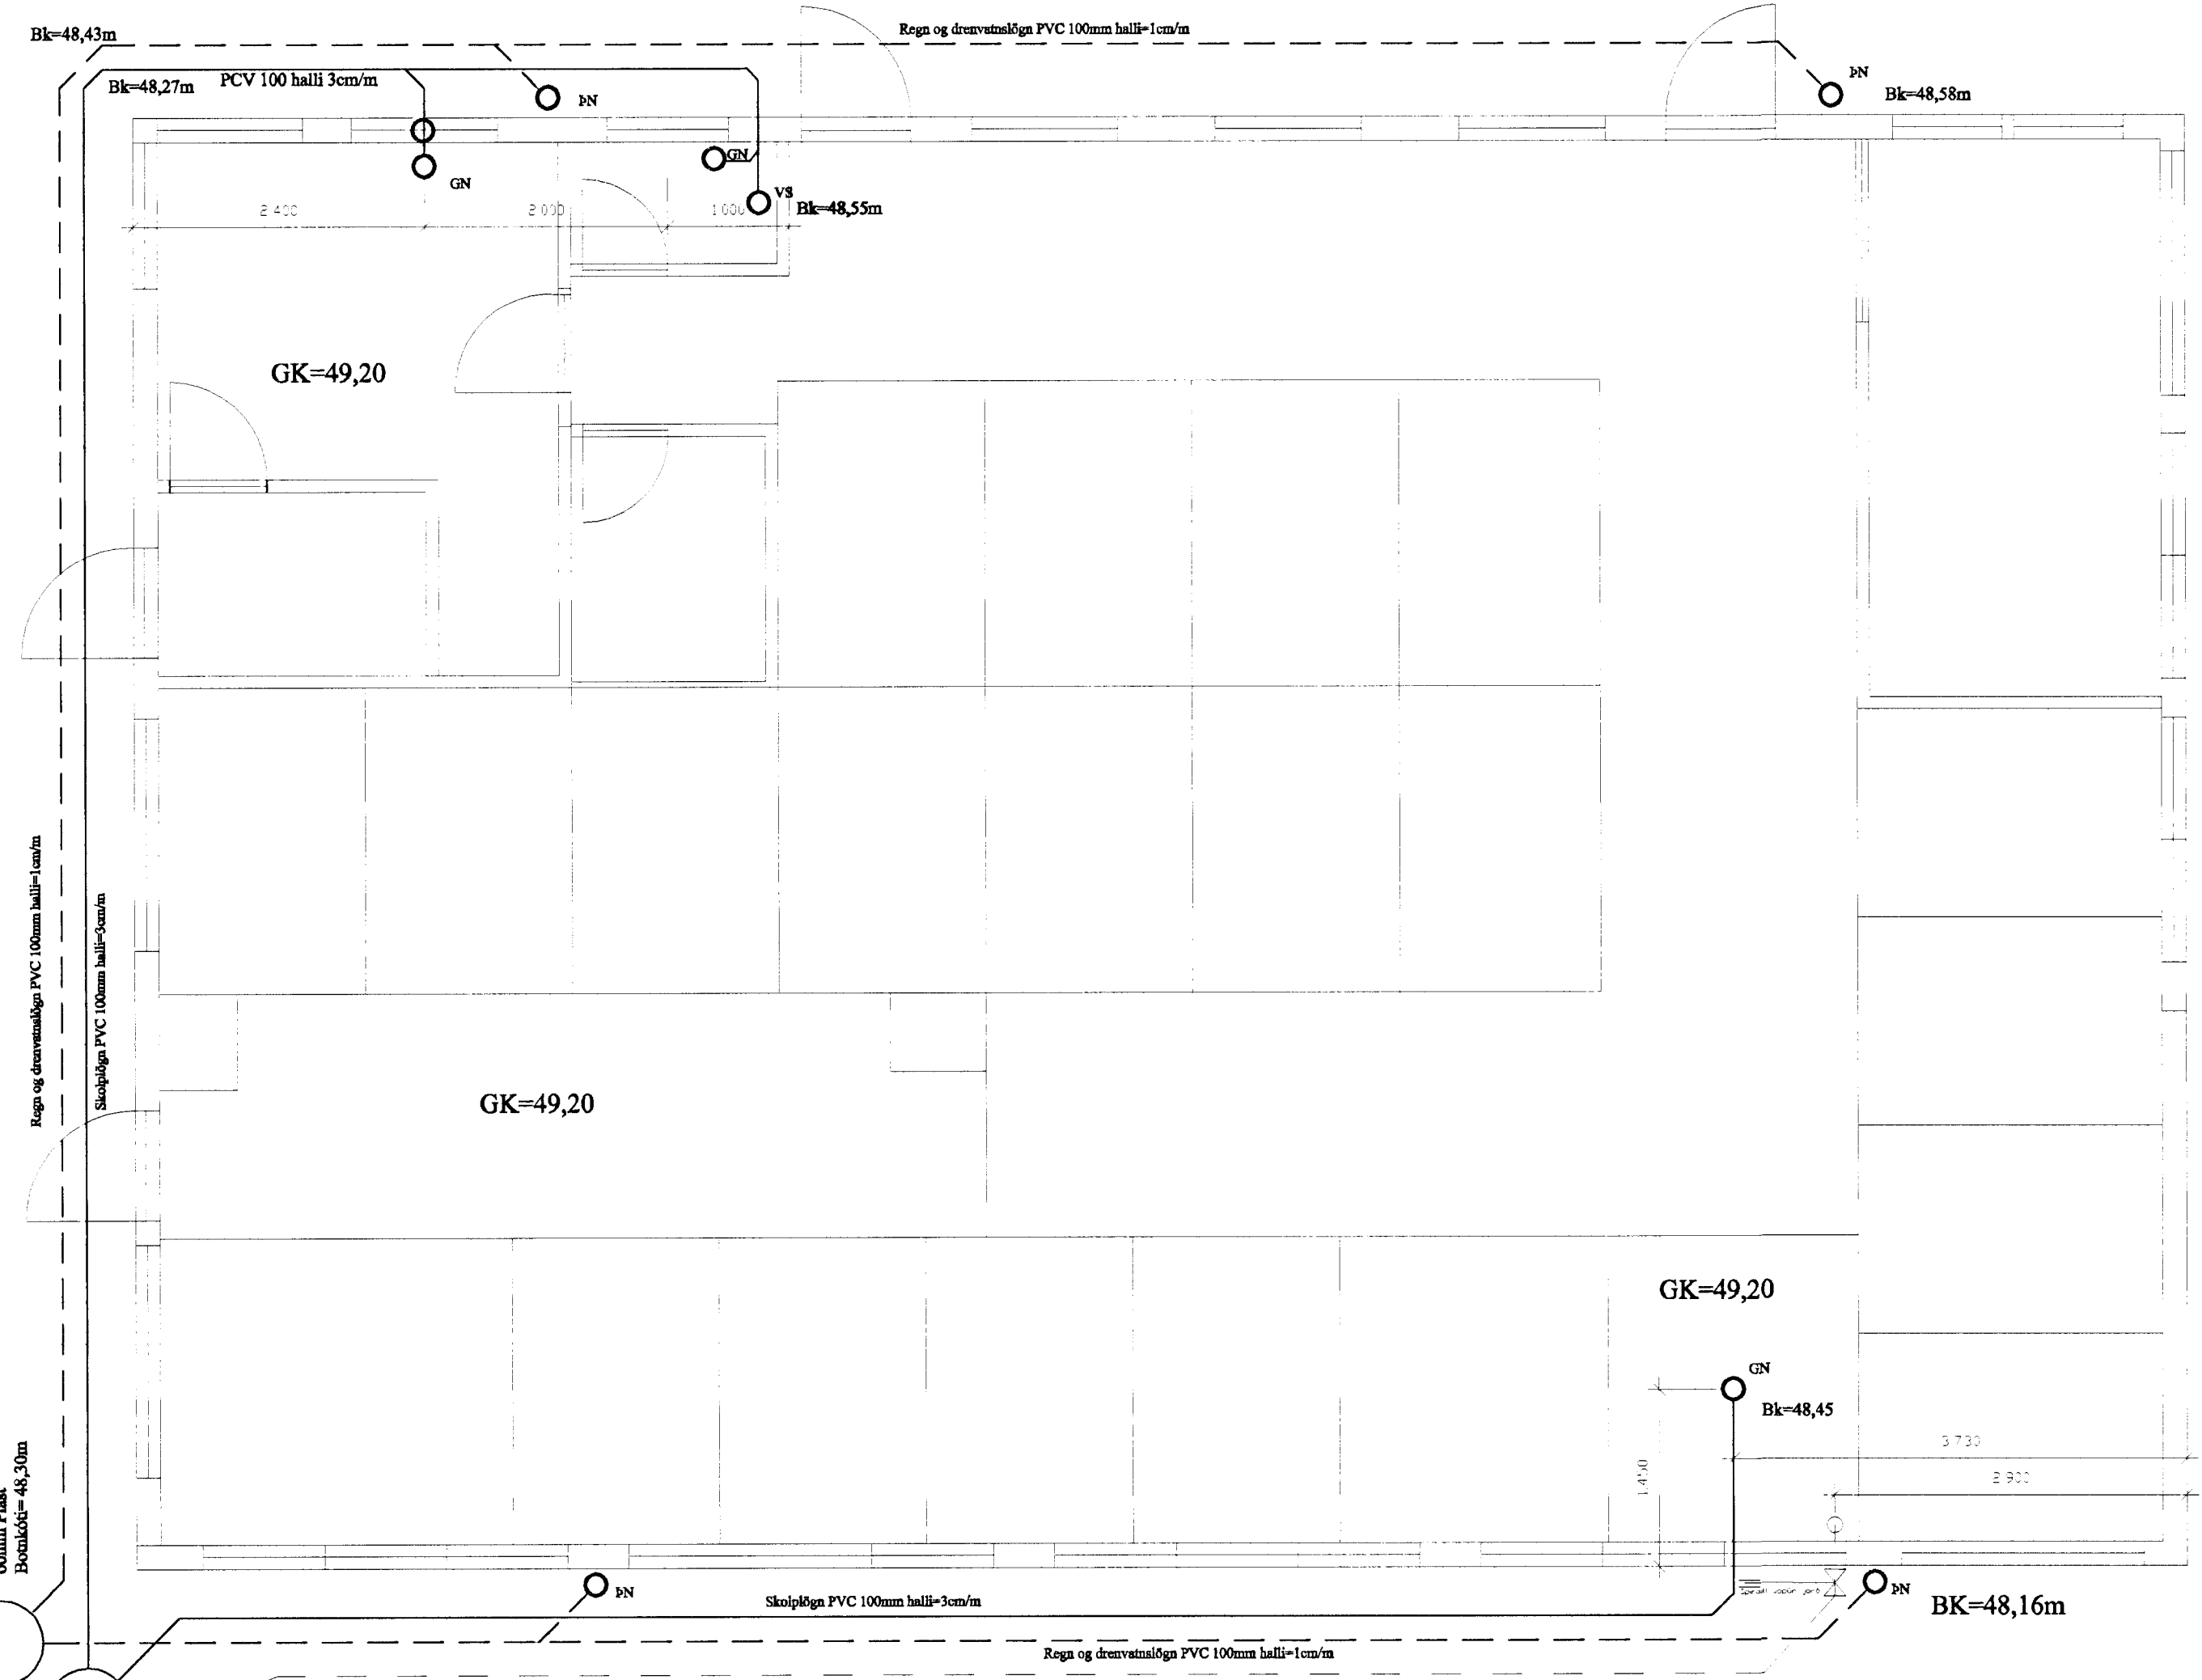 Bk=48,43m
Regn og drenvatnslögn PVC 100mm halli=1cm/m
Bk=48,27m
PCV 100 halli 3cm/m
ÞN
ÞN
Bk=48,58m
GN
GN
VS
Bk=48,55m
2 400
2 000
1 000
GK=49,20
Regn og drenvatnslögn PVC 100mm halli=1cm/m
Skolplögn PVC 100mm halli=3cm/m
GK=49,20
GK=49,20
GN
Bk=48,45
3 730
2 900
1.450
Botnkóti= 48,30m
ÞN
Skolplögn PVC 100mm halli=3cm/m
ÞN
BK=48,16m
Regn og drenvatnslögn PVC 100mm halli=1cm/m